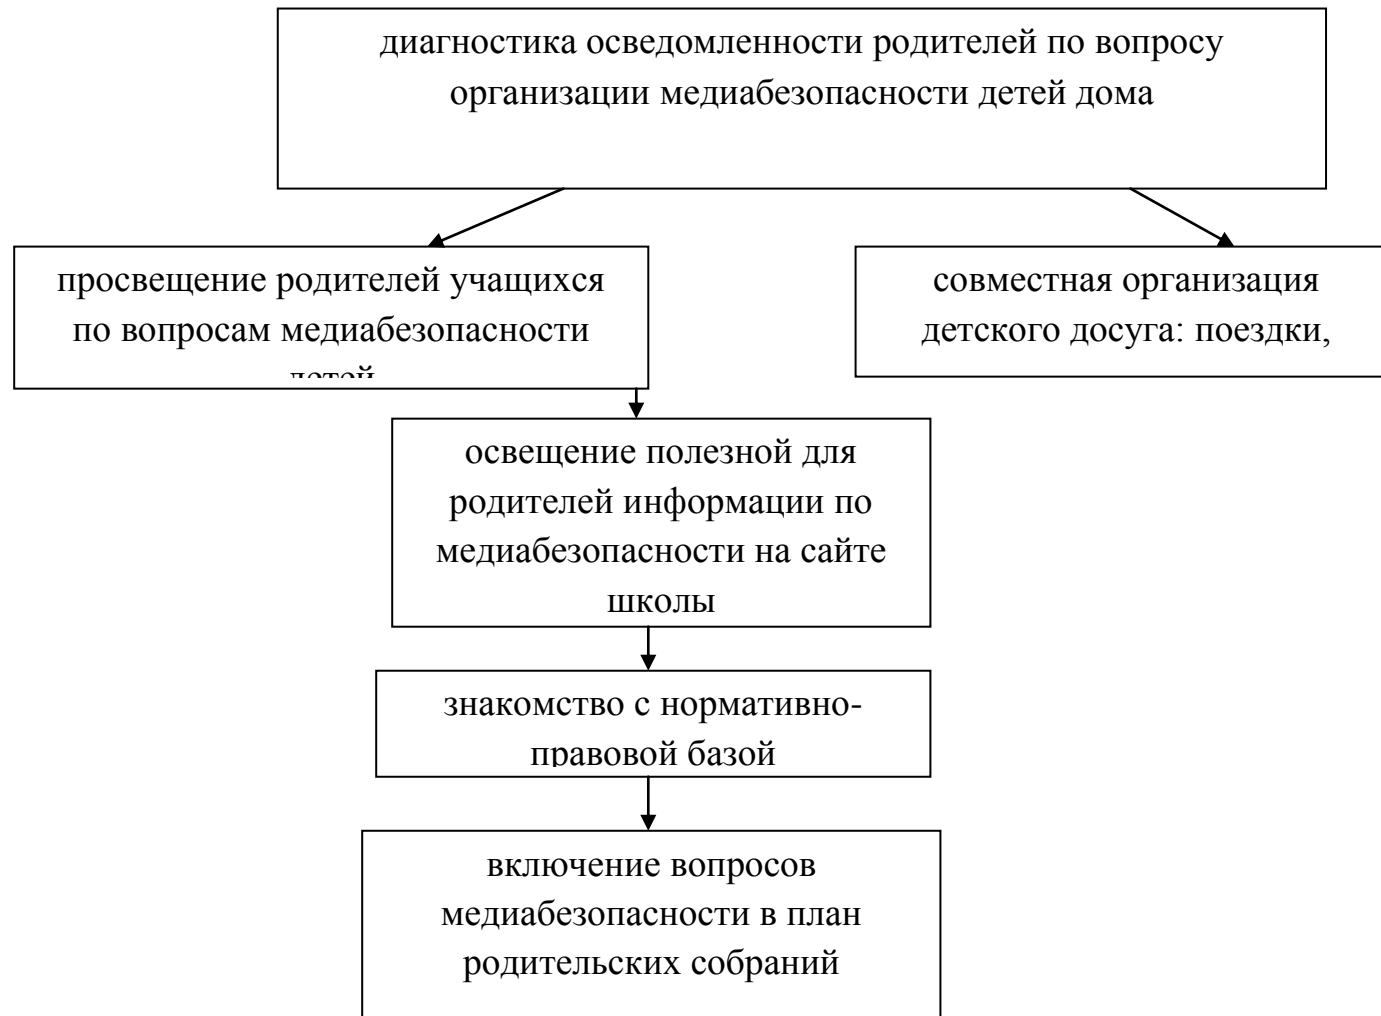 диагностика осведомленности родителей по вопросу
организации медиабезопасности детей дома
просвещение родителей учащихся
по вопросам медиабезопасности
детей
совместная организация
детского досуга: поездки,
освещение полезной для
родителей информации по
медиабезопасности на сайте
школы
знакомство с нормативно-
правовой базой
включение вопросов
медиабезопасности в план
родительских собраний